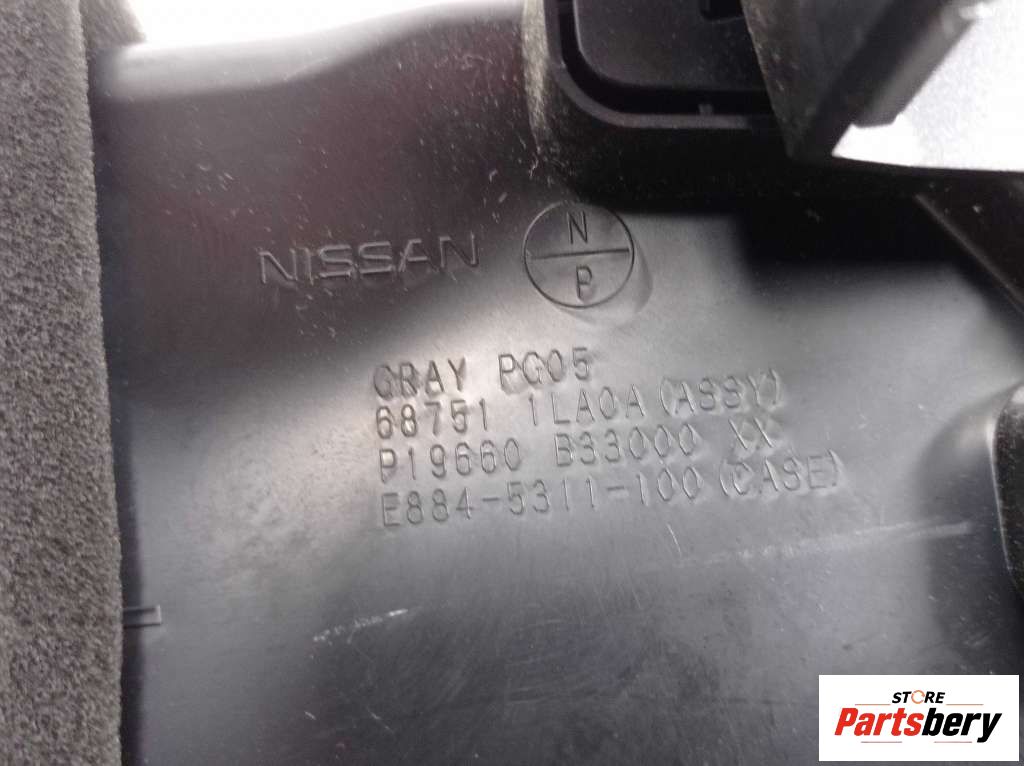 NISSAN
N
P
GRAY PG05
68751 1LA0A (ASSY)
P19660 B33000 XX
E884-5311-100 (CASE)
STORE
Partsbery